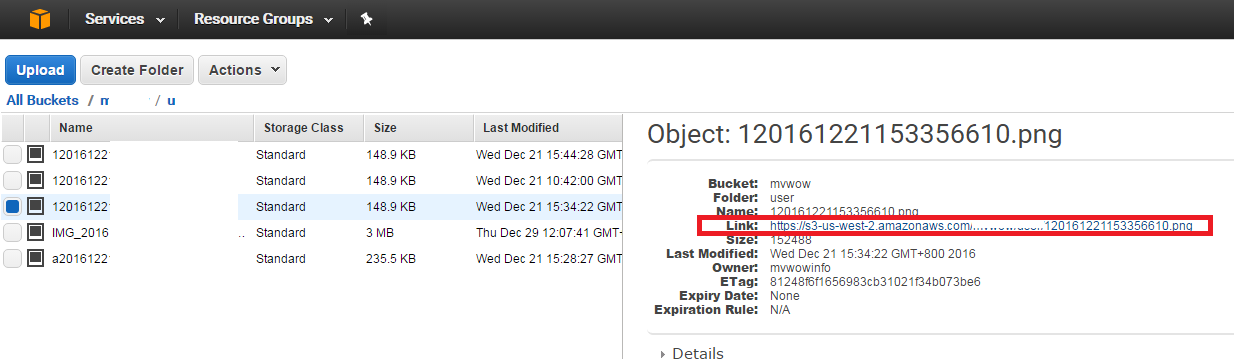 Services Resource Groups
Upload Create Folder Actions
All Buckets / m / u
Name Storage Class Size Last Modified
12016122 Standard 148.9 KB Wed Dec 21 15:44:28 GMT
12016122 Standard 148.9 KB Wed Dec 21 10:42:00 GMT
12016122 Standard 148.9 KB Wed Dec 21 15:34:22 GMT
IMG_2016 .. Standard 3 MB Thu Dec 29 12:07:41 GMT+
a2016122 Standard 235.5 KB Wed Dec 21 15:28:27 GMT
Object: 120161221153356610.png
Bucket: mvwow
Folder: user
Name: 120161221153356610.png
Link: https://s3-us-west-2.amazonaws.com/ 120161221153356610.png
Size: 152488
Last Modified: Wed Dec 21 15:34:22 GMT+800 2016
Owner: mvwowinfo
ETag: 81248f6f1656983cb31021f34b073be6
Expiry Date: None
Expiration Rule: N/A
Details